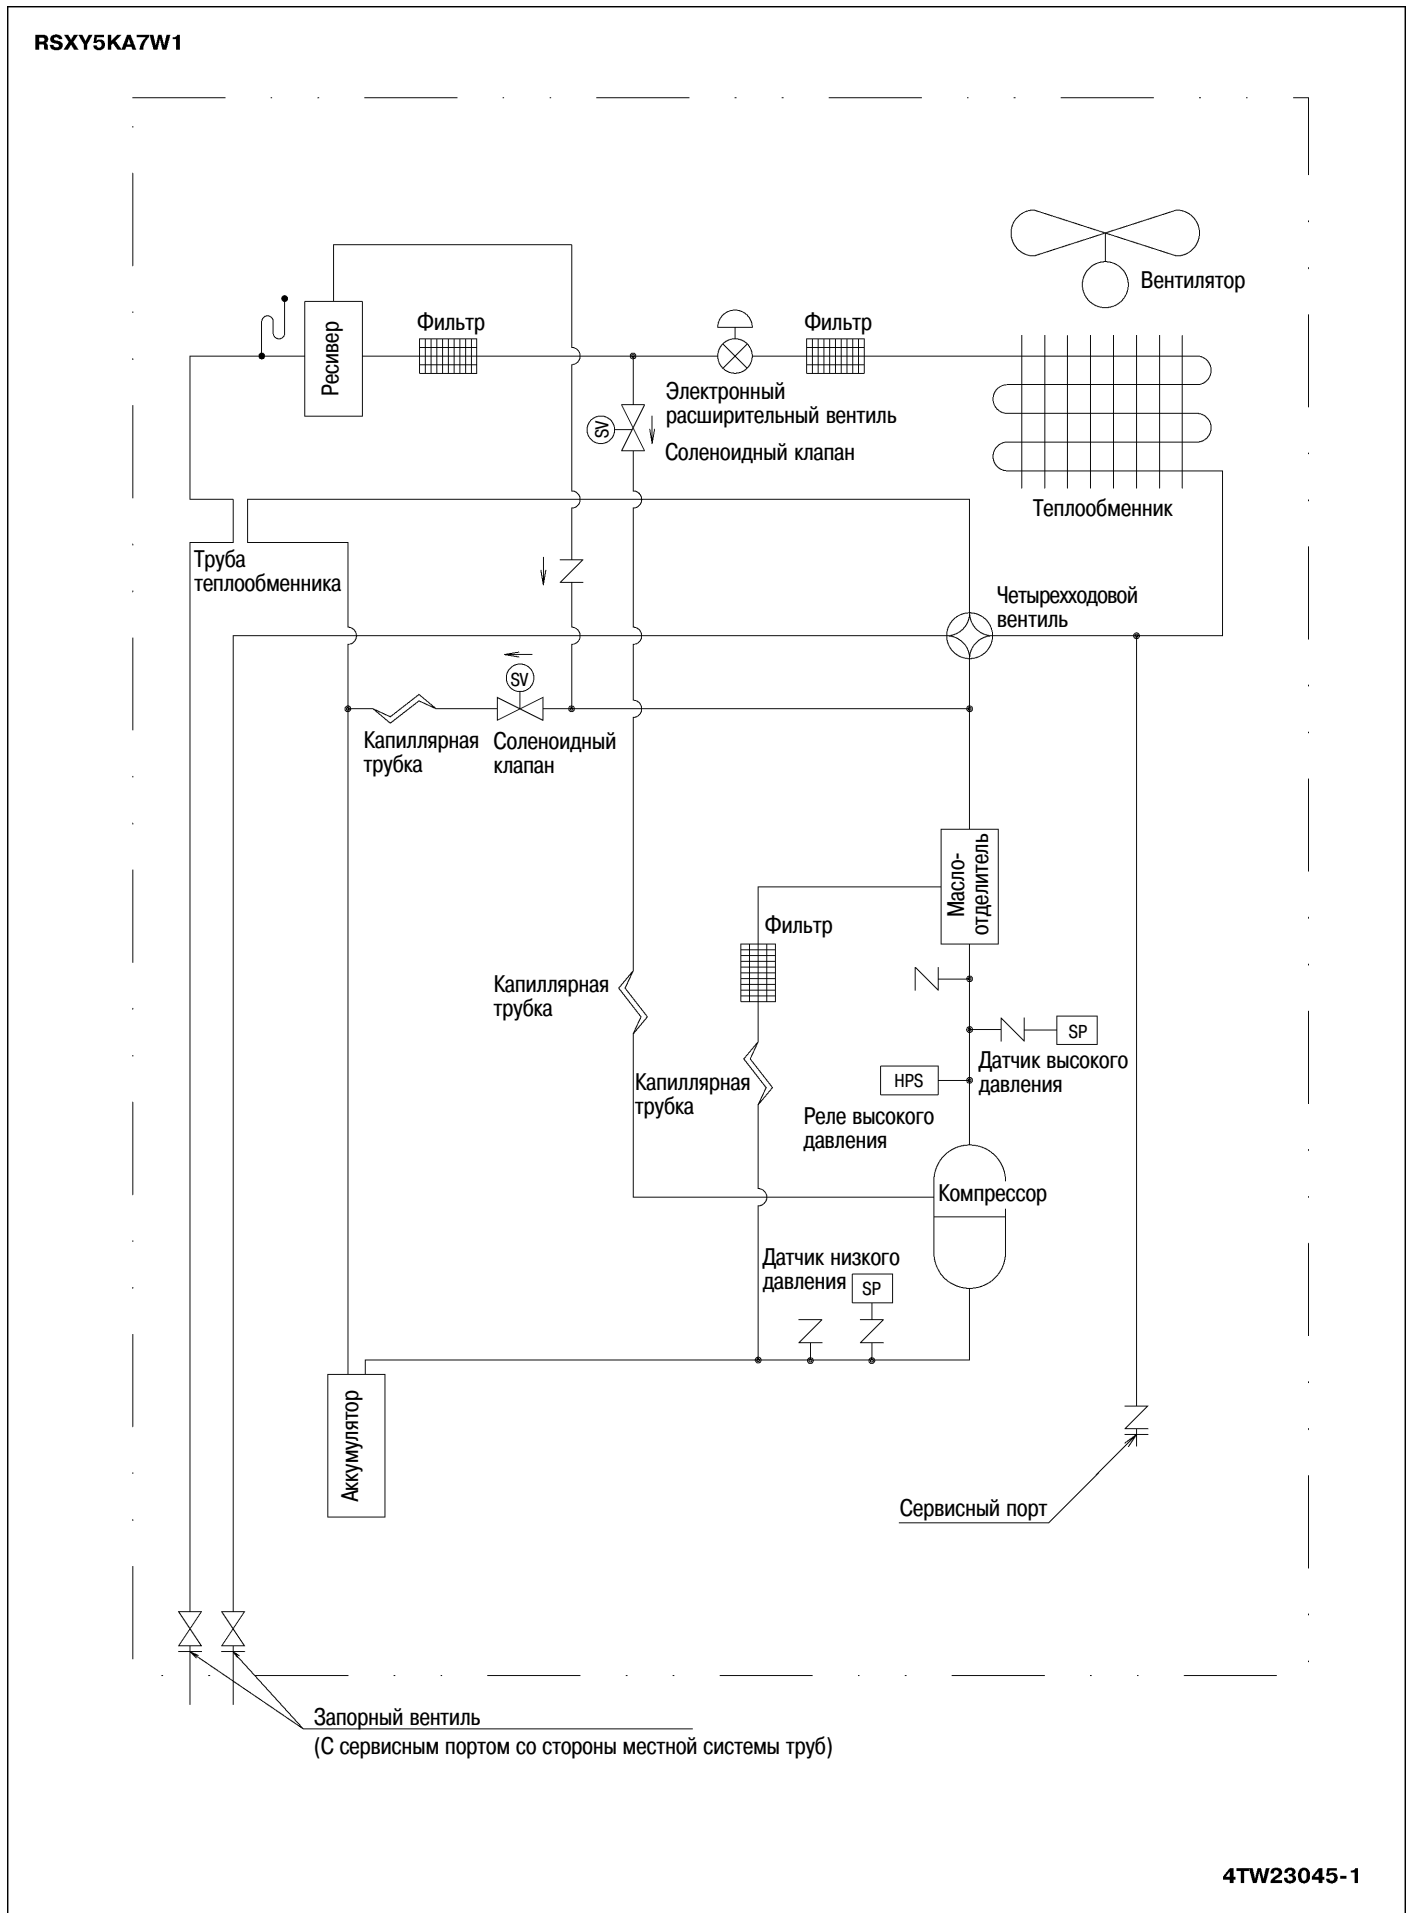 RSXY5KA7W1
Вентилятор
Ресивер
Фильтр
Фильтр
Электронный
расширительный вентиль
SV
Соленоидный клапан
Теплообменник
Труба
теплообменника
Четырехходовой
вентиль
SV
Капиллярная
трубка
Соленоидный
клапан
Масло-
отделитель
Фильтр
Капиллярная
трубка
SP
Датчик высокого
давления
HPS
Капиллярная
трубка
Реле высокого
давления
Компрессор
Датчик низкого
давления
SP
Аккумулятор
Сервисный порт
Запорный вентиль
(С сервисным портом со стороны местной системы труб)
4TW23045-1